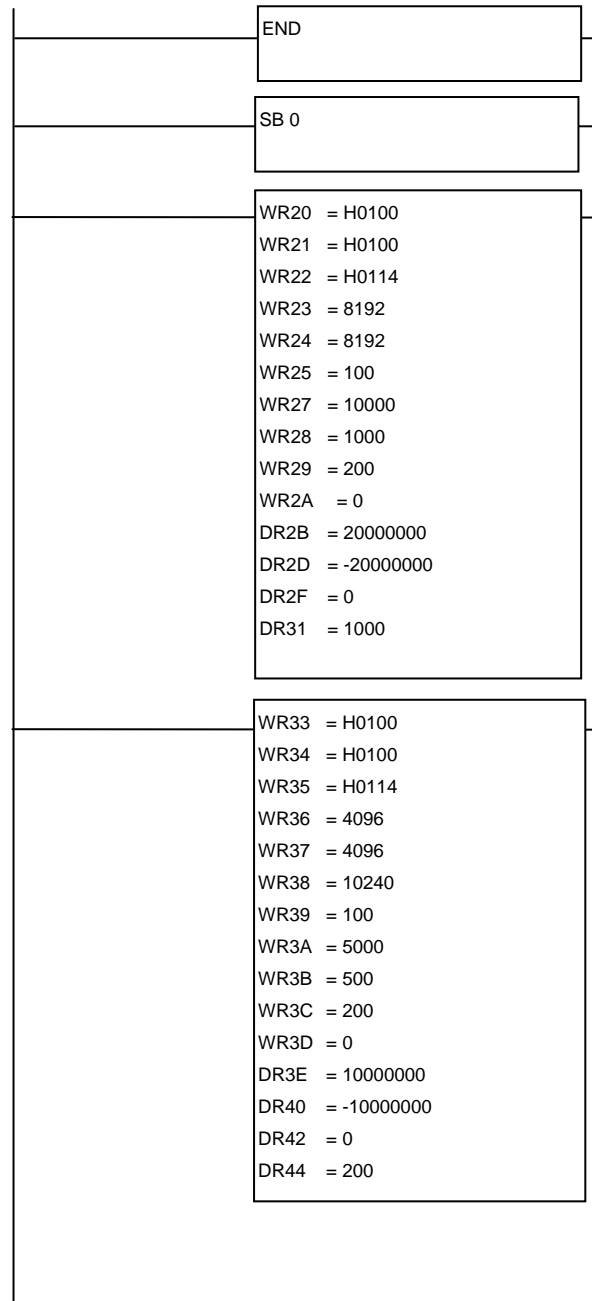 END
SB 0
WR20 = H0100
WR21 = H0100
WR22 = H0114
WR23 = 8192
WR24 = 8192
WR25 = 100
WR27 = 10000
WR28 = 1000
WR29 = 200
WR2A = 0
DR2B = 20000000
DR2D = -20000000
DR2F = 0
DR31 = 1000
WR33 = H0100
WR34 = H0100
WR35 = H0114
WR36 = 4096
WR37 = 4096
WR38 = 10240
WR39 = 100
WR3A = 5000
WR3B = 500
WR3C = 200
WR3D = 0
DR3E = 10000000
DR40 = -10000000
DR42 = 0
DR44 = 200